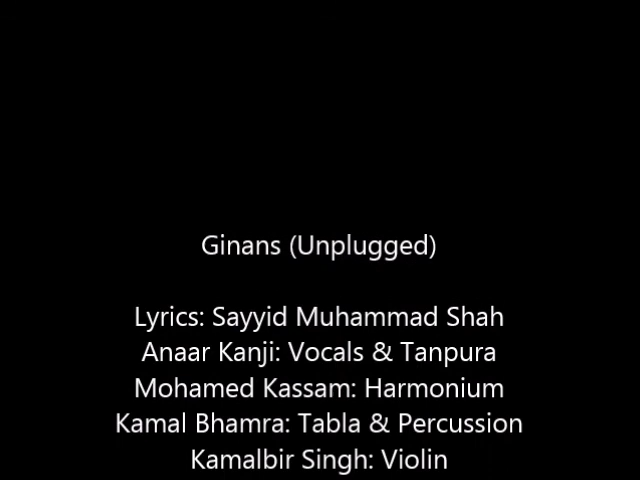 Ginans (Unplugged)
Lyrics: Sayyid Muhammad Shah
Anaar Kanji: Vocals & Tanpura
Mohamed Kassam: Harmonium
Kamal Bhamra: Tabla & Percussion
Kamalbir Singh: Violin